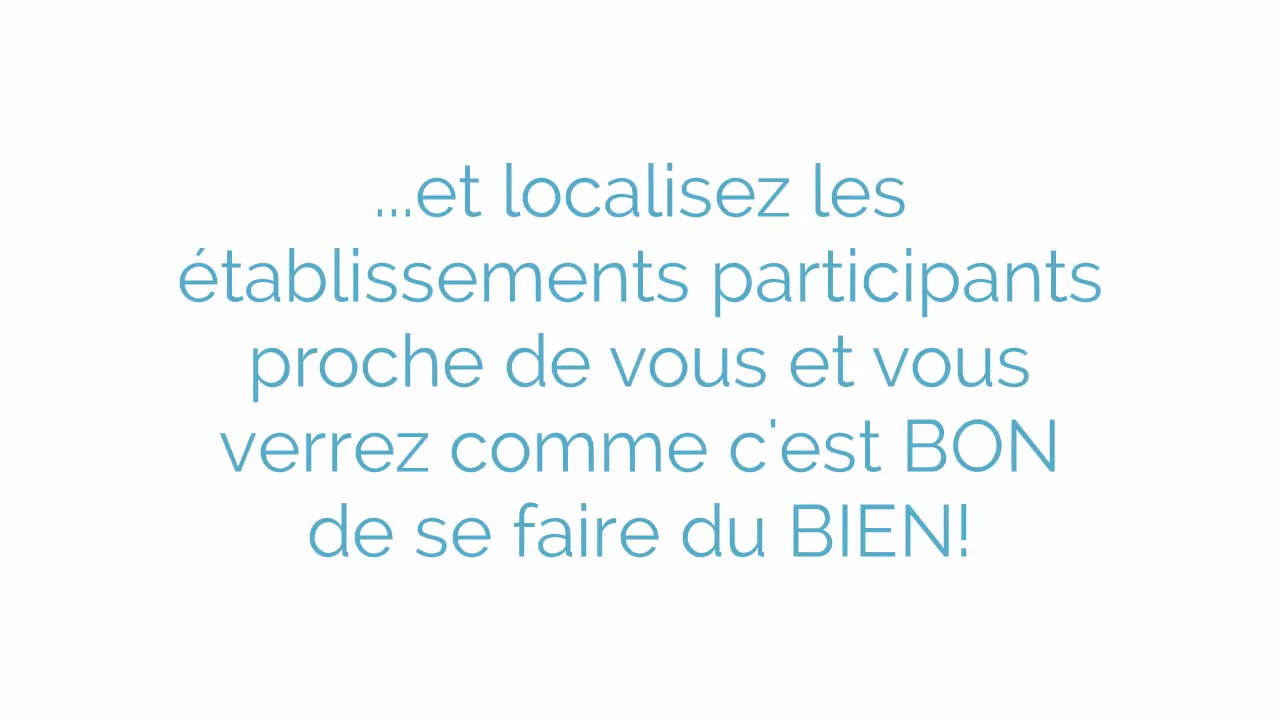 ...et localisez les
établissements participants
proche de vous et vous
verrez comme c'est BON
de se faire du BIEN!